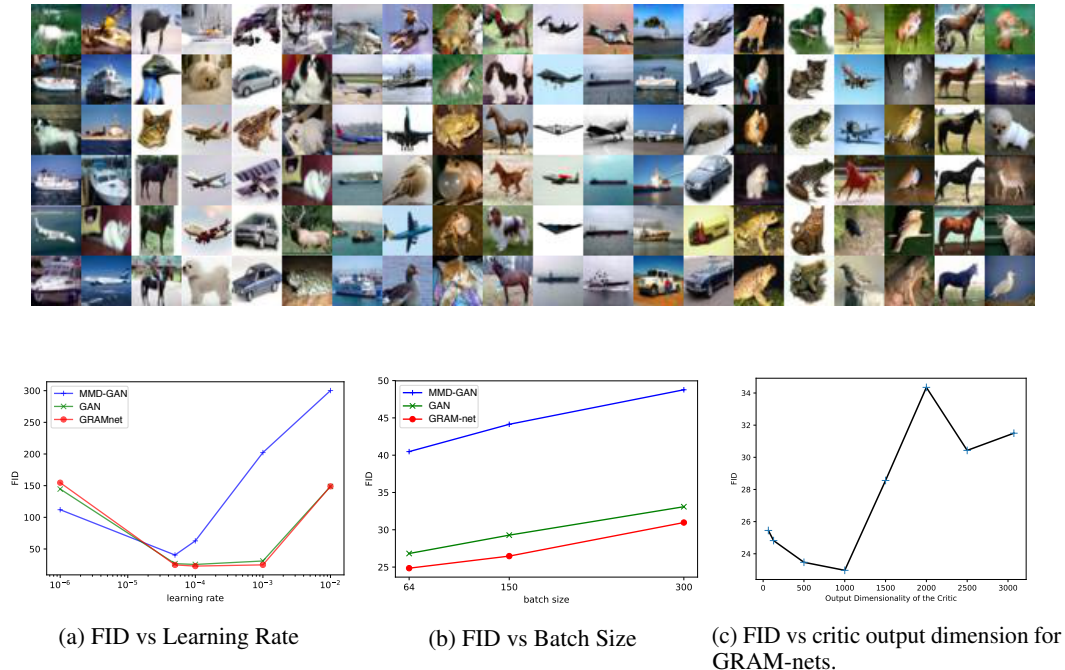 300
250
200
150
100
50
FID
MMD-GAN
GAN
GRAMnet
10⁻⁶
10⁻⁵
10⁻⁴
10⁻³
10⁻²
learning rate
50
45
40
35
30
25
FID
MMD-GAN
GAN
GRAM-net
64
150
300
batch size
34
32
30
28
26
24
FID
0
500
1000
1500
2000
2500
3000
Output Dimensionality of the Critic
(a) FID vs Learning Rate
(b) FID vs Batch Size
(c) FID vs critic output dimension for
GRAM-nets.